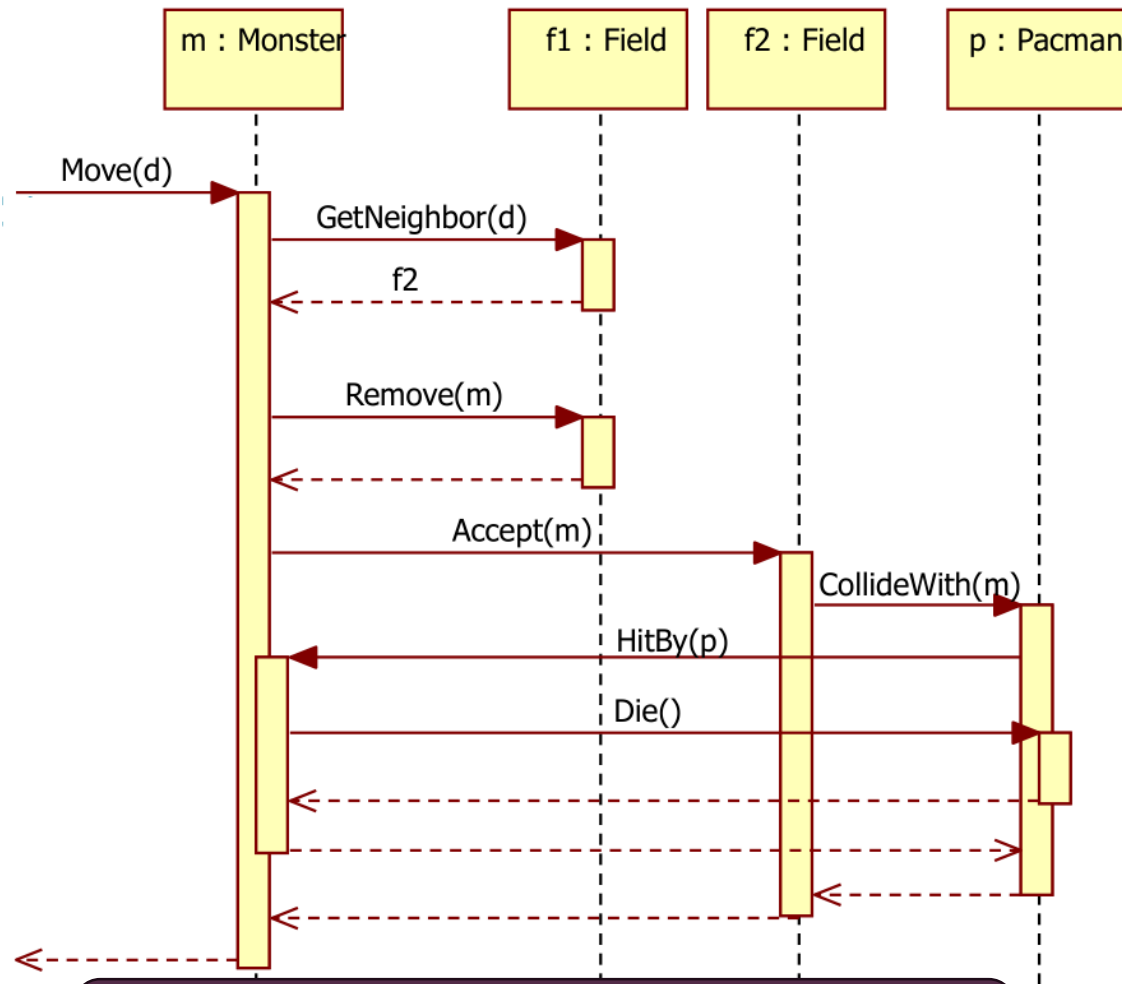 m : Monster
f1 : Field
f2 : Field
p : Pacman
Move(d)
GetNeighbor(d)
f2
Remove(m)
Accept(m)
CollideWith(m)
HitBy(p)
Die()